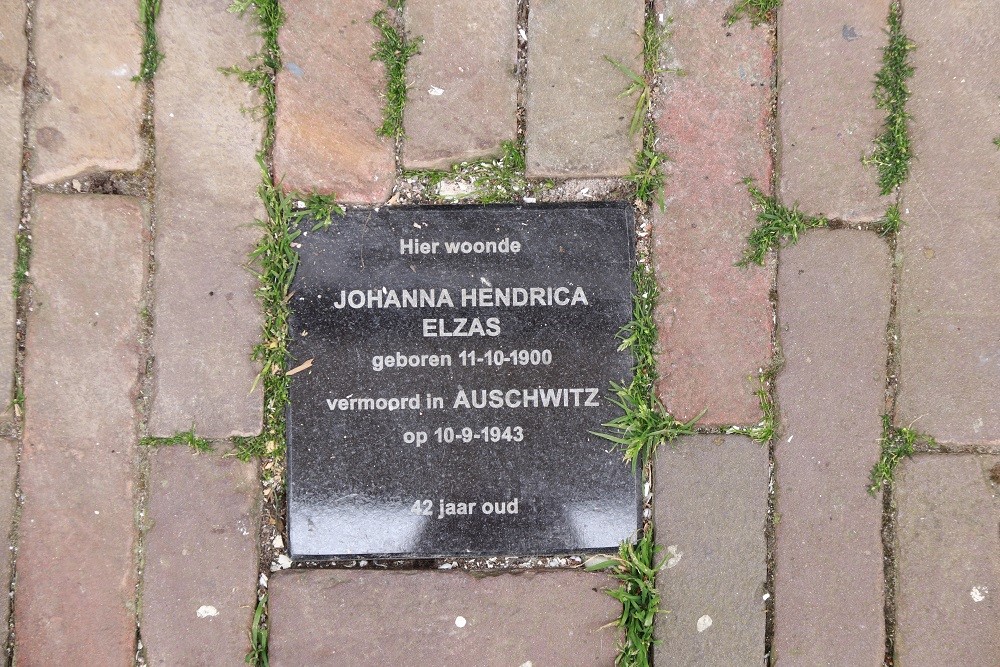 Hier woonde
JOHANNA HENDRICA
ELZAS
geboren 11-10-1900
vermoord in AUSCHWITZ
op 10-9-1943
42 jaar oud